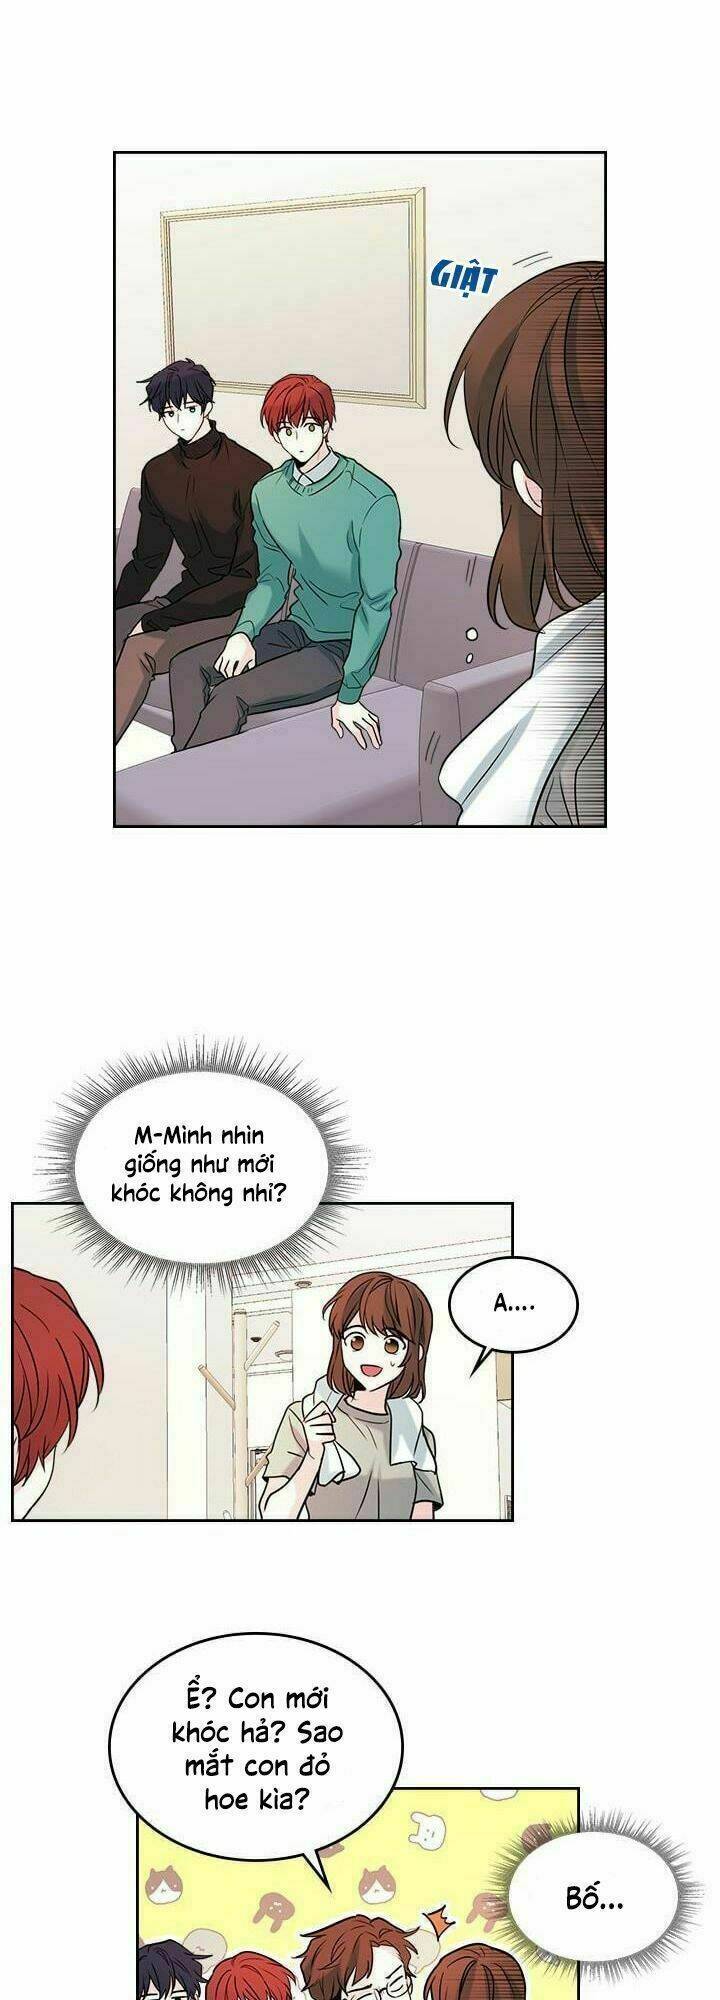 GIẬT
M-MÌNH NHÌN
GIỐNG NHƯ MỚI
KHÓC KHÔNG NHỈ?
A....
Ể? CON MỚI
KHÓC HẢ? SAO
MẮT CON ĐỎ
HOE KÌA?
BỐ...